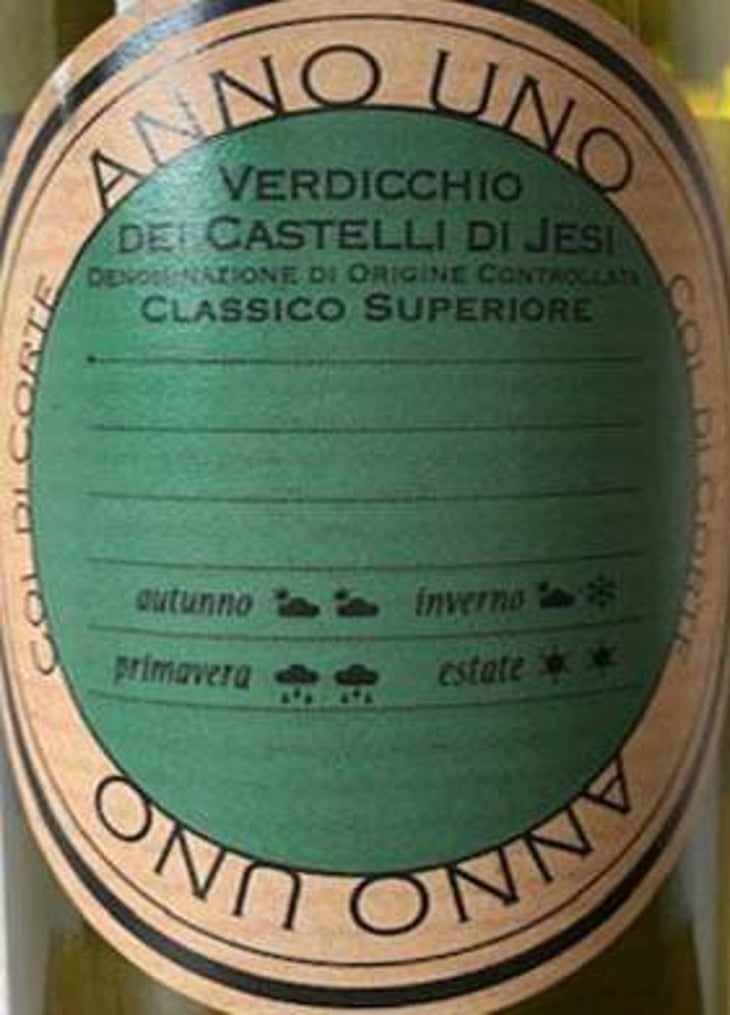 ANNO UNO
VERDICCHIO
DEI CASTELLI DI JESI
DENOMINAZIONE DI ORIGINE CONTROLLATA
CLASSICO SUPERIORE
COL DI CORTE
COL DI CORTE
autunno inverno
primavera estate
ANNO UNO